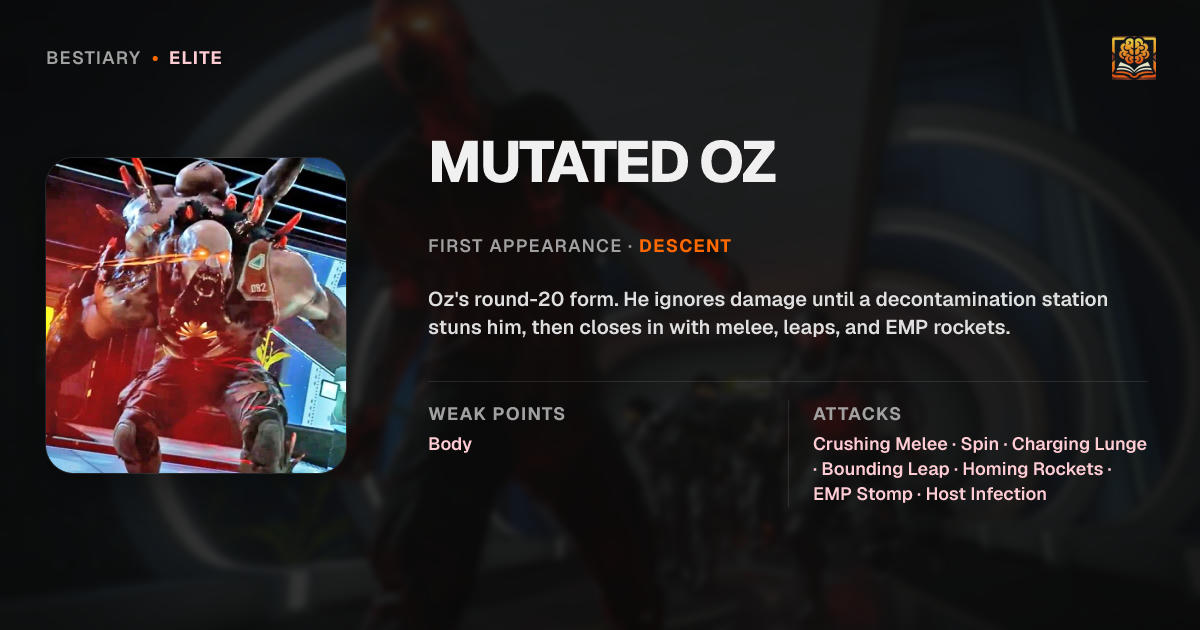 BESTIARY • ELITE
MUTATED OZ
FIRST APPEARANCE · DESCENT
Oz's round-20 form. He ignores damage until a decontamination station
stuns him, then closes in with melee, leaps, and EMP rockets.
WEAK POINTS
Body
ATTACKS
Crushing Melee · Spin · Charging Lunge
· Bounding Leap · Homing Rockets ·
EMP Stomp · Host Infection
082